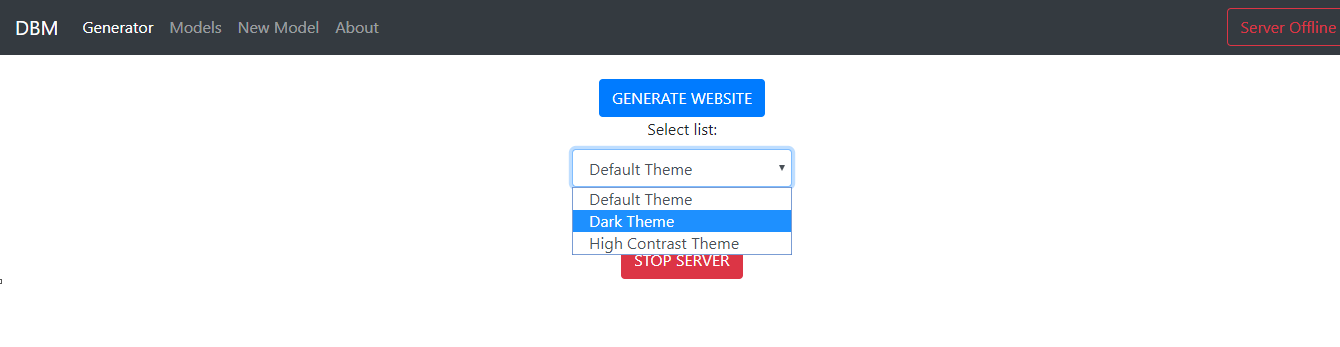 DBM Generator Models New Model About Server Offline
GENERATE WEBSITE
Select list:
Default Theme
Default Theme
Dark Theme
High Contrast Theme
STOP SERVER